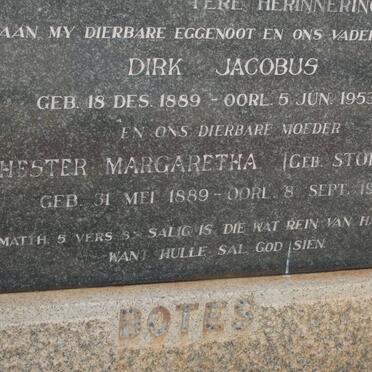 TERE HERINNERING
AAN MY DIERBARE EGGENOOT EN ONS VADER
DIRK JACOBUS
GEB. 18 DES. 1889 - OORL. 5 JUN. 1953
EN ONS DIERBARE MOEDER
HESTER MARGARETHA (GEB. STO
GEB. 31 MEI 1889 - OORL. 8 SEPT. 19
MATTH. 5 VERS 8: SALIG IS DIE WAT REIN VAN H
WANT HULLE SAL GOD SIEN.
BOTES